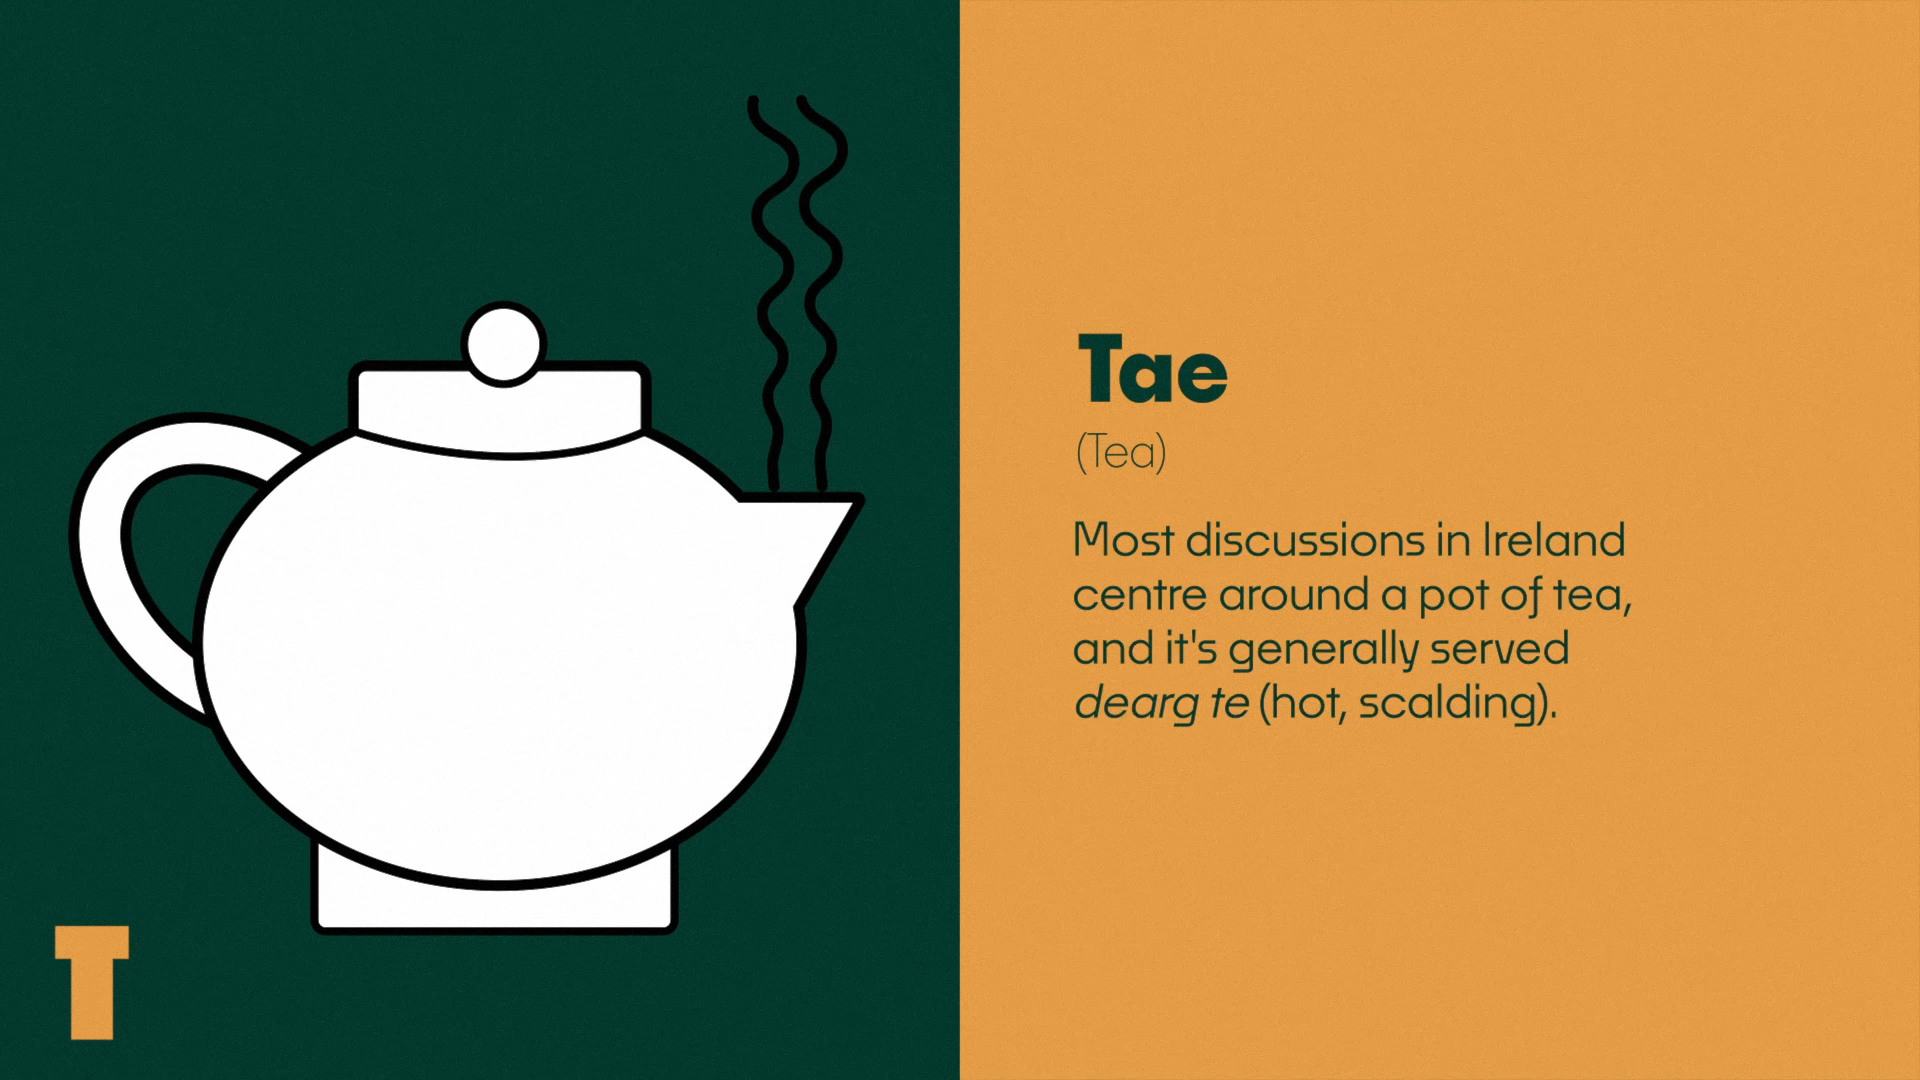 Tae
(Tea)
Most discussions in Ireland
centre around a pot of tea,
and it's generally served
dearg te (hot, scalding).
T